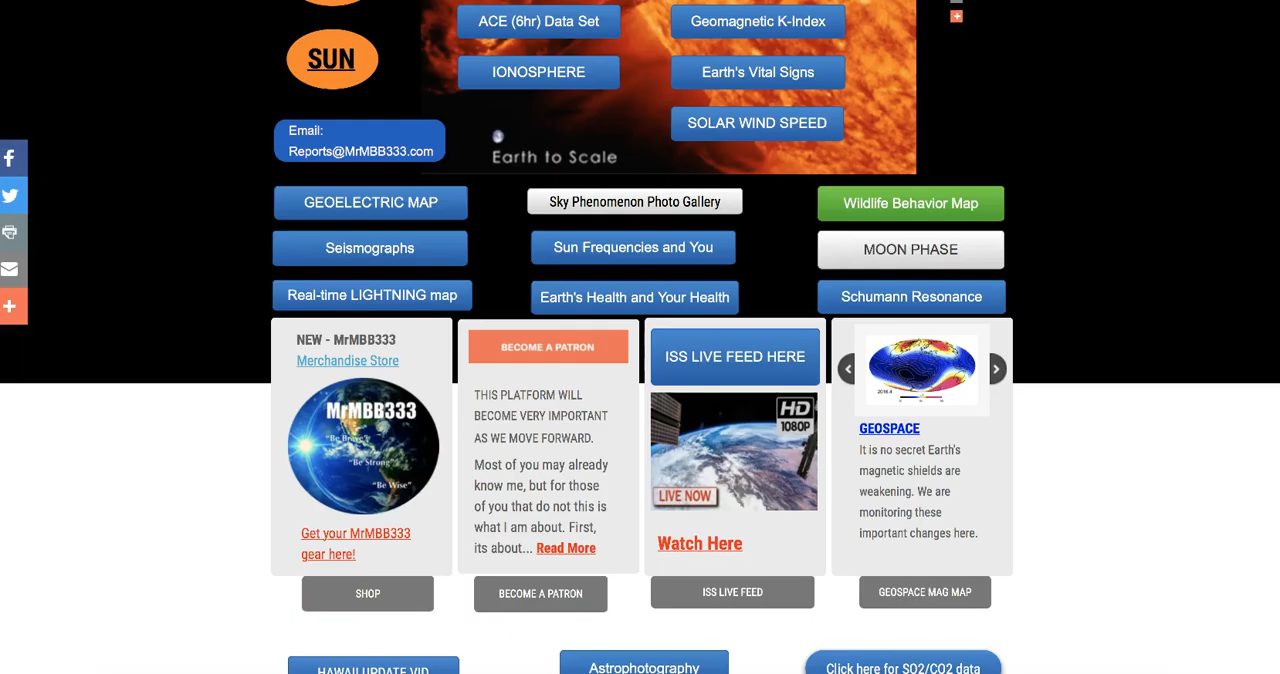 ACE (6hr) Data Set
Geomagnetic K-Index
SUN
IONOSPHERE
Earth's Vital Signs
SOLAR WIND SPEED
Email:
Reports@MrMBB333.com
Earth to Scale
GEOELECTRIC MAP
Sky Phenomenon Photo Gallery
Wildlife Behavior Map
Seismographs
Sun Frequencies and You
MOON PHASE
Real-time LIGHTNING map
Earth's Health and Your Health
Schumann Resonance
NEW - MrMBB333
Merchandise Store
MrMBB333
"Be Brave"
"Be Strong"
"Be Wise"
Get your MrMBB333
gear here!
SHOP
BECOME A PATRON
THIS PLATFORM WILL
BECOME VERY IMPORTANT
AS WE MOVE FORWARD.
Most of you may already
know me, but for those
of you that do not this is
what I am about. First,
its about... Read More
BECOME A PATRON
ISS LIVE FEED HERE
HD
1080P
LIVE NOW
Watch Here
ISS LIVE FEED
2016.4
GEOSPACE
It is no secret Earth's
magnetic shields are
weakening. We are
monitoring these
important changes here.
GEOSPACE MAG MAP
HAWAII UPDATE VID
Astrophotography
Click here for SO2/CO2 data